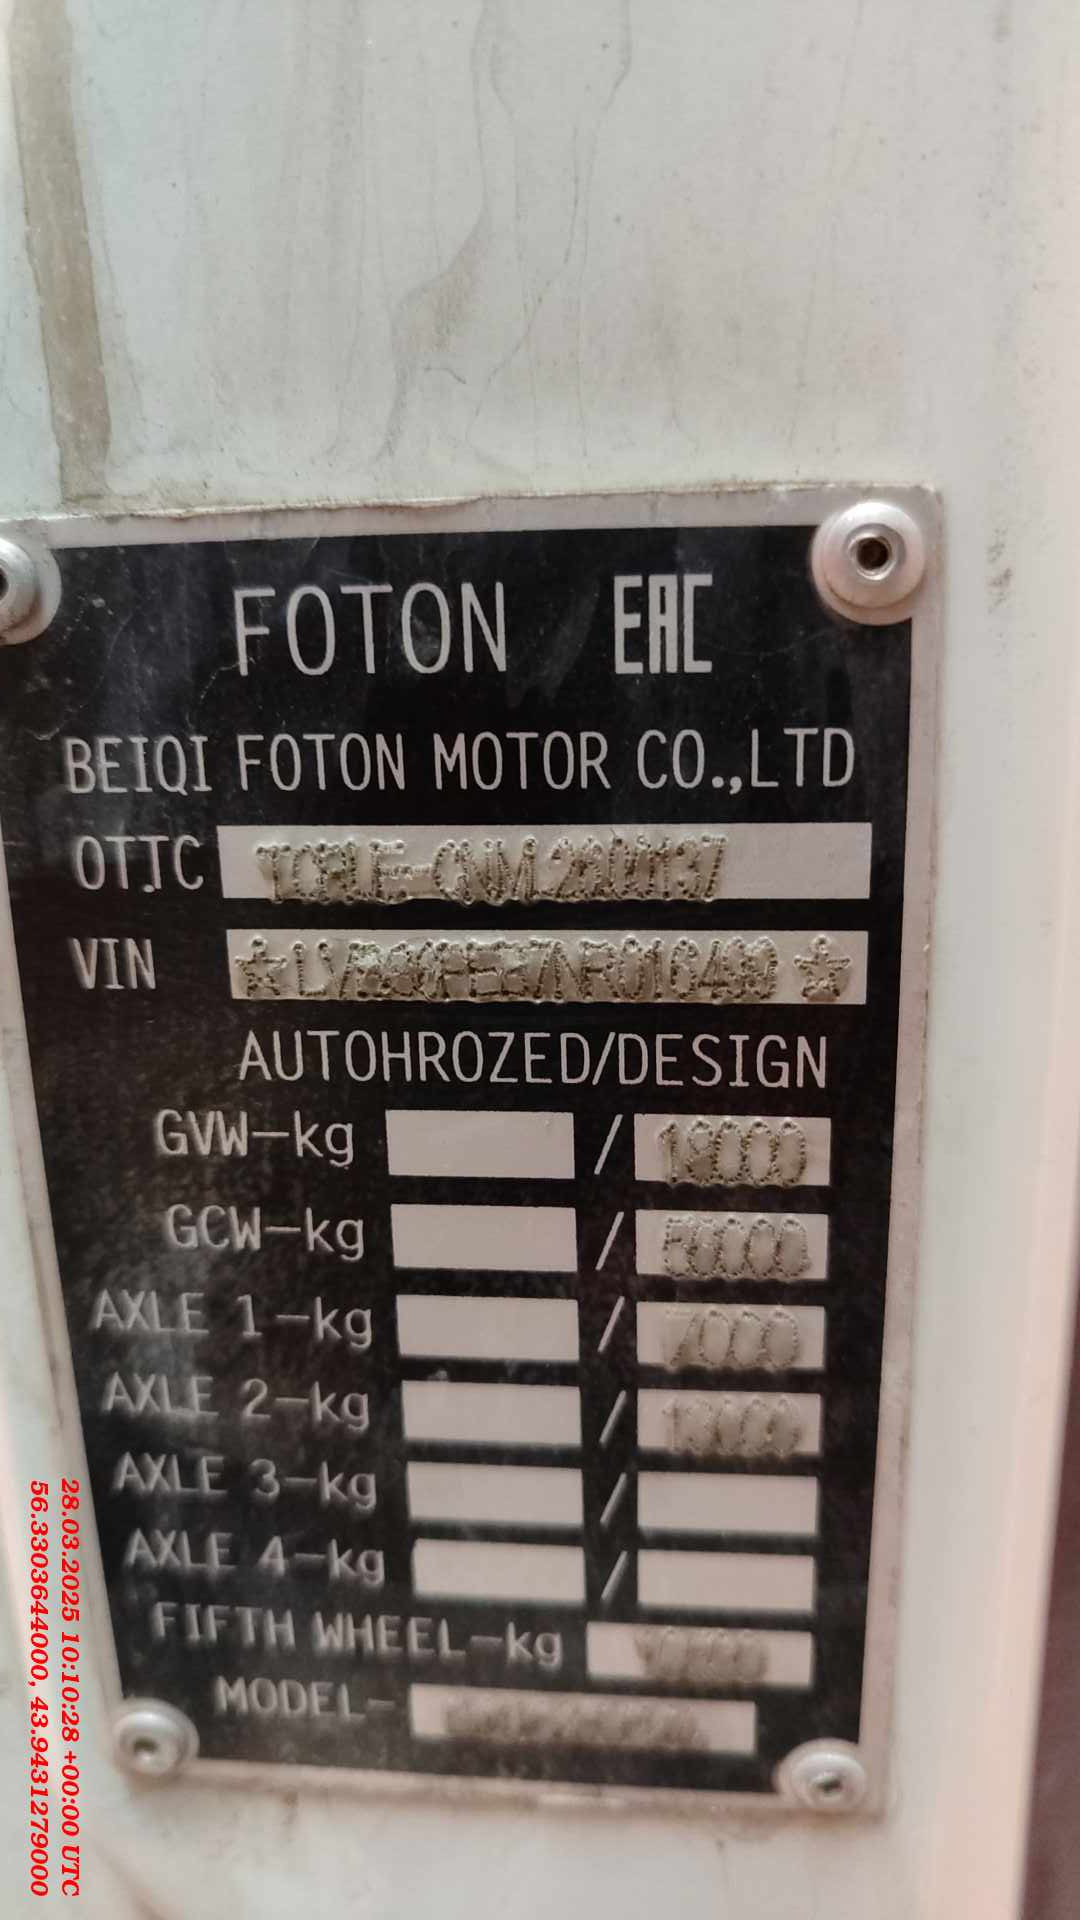 FOTON EAC
BEIQI FOTON MOTOR CO.,LTD
OTTC
VIN
AUTOHROZED/DESIGN
GVW-kg / 18000
GCW-kg / 50000
AXLE 1-kg / 7000
AXLE 2-kg /
AXLE 3-kg /
AXLE 4-kg /
FIFTH WHEEL-kg
MODEL-
28.03.2025 10:10:28 +00:00 UTC
56.3303644000, 43.9431279000